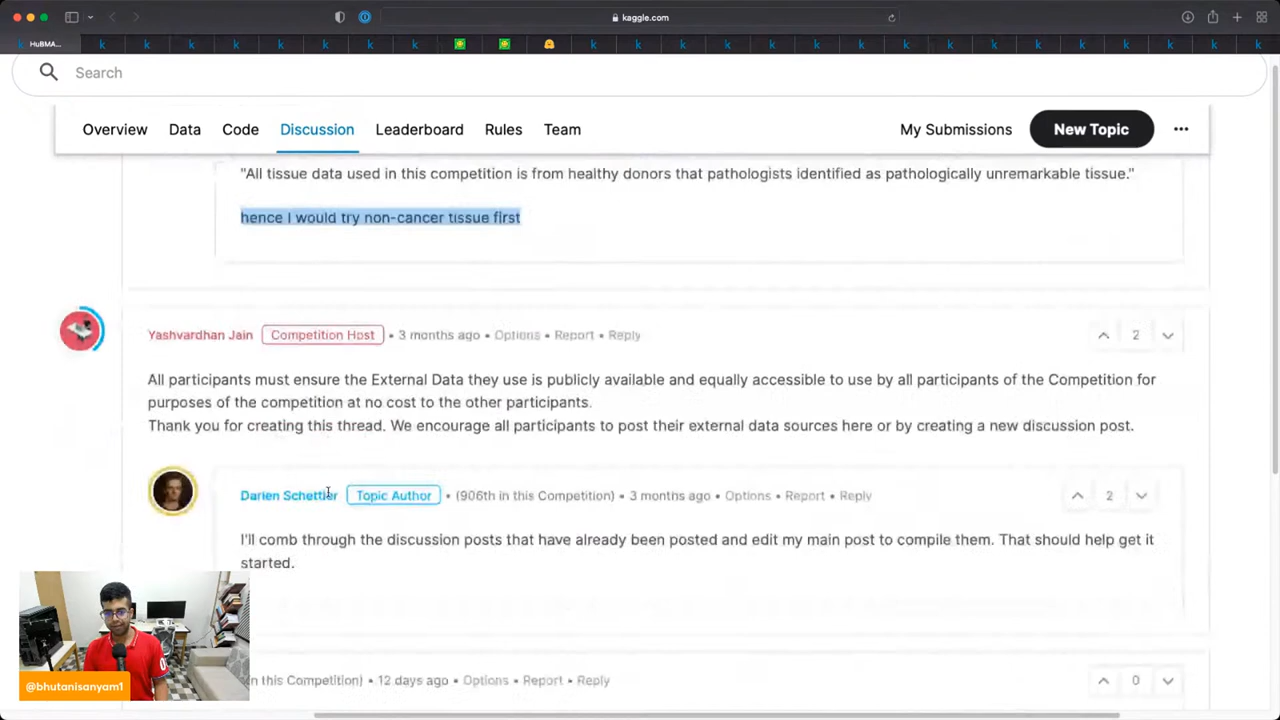 kaggle.com
HuBMA...
Search
Overview Data Code Discussion Leaderboard Rules Team My Submissions New Topic
"All tissue data used in this competition is from healthy donors that pathologists identified as pathologically unremarkable tissue."
hence I would try non-cancer tissue first
Yashvardhan Jain Competition Host • 3 months ago • Options • Report • Reply 2
All participants must ensure the External Data they use is publicly available and equally accessible to use by all participants of the Competition for
purposes of the competition at no cost to the other participants.
Thank you for creating this thread. We encourage all participants to post their external data sources here or by creating a new discussion post.
Darien Schettler Topic Author • (906th in this Competition) • 3 months ago • Options • Report • Reply 2
I'll comb through the discussion posts that have already been posted and edit my main post to compile them. That should help get it
started.
in this Competition) • 12 days ago • Options • Report • Reply 0
@bhutanisanyam1